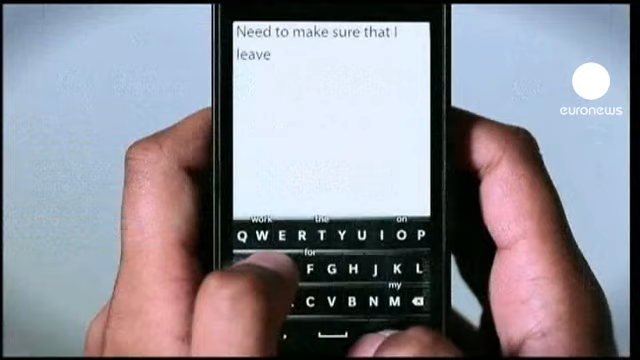 Need to make sure that I
leave
euronews
work the on
Q W E R T Y U I O P
for
F G H J K L
my
C V B N M